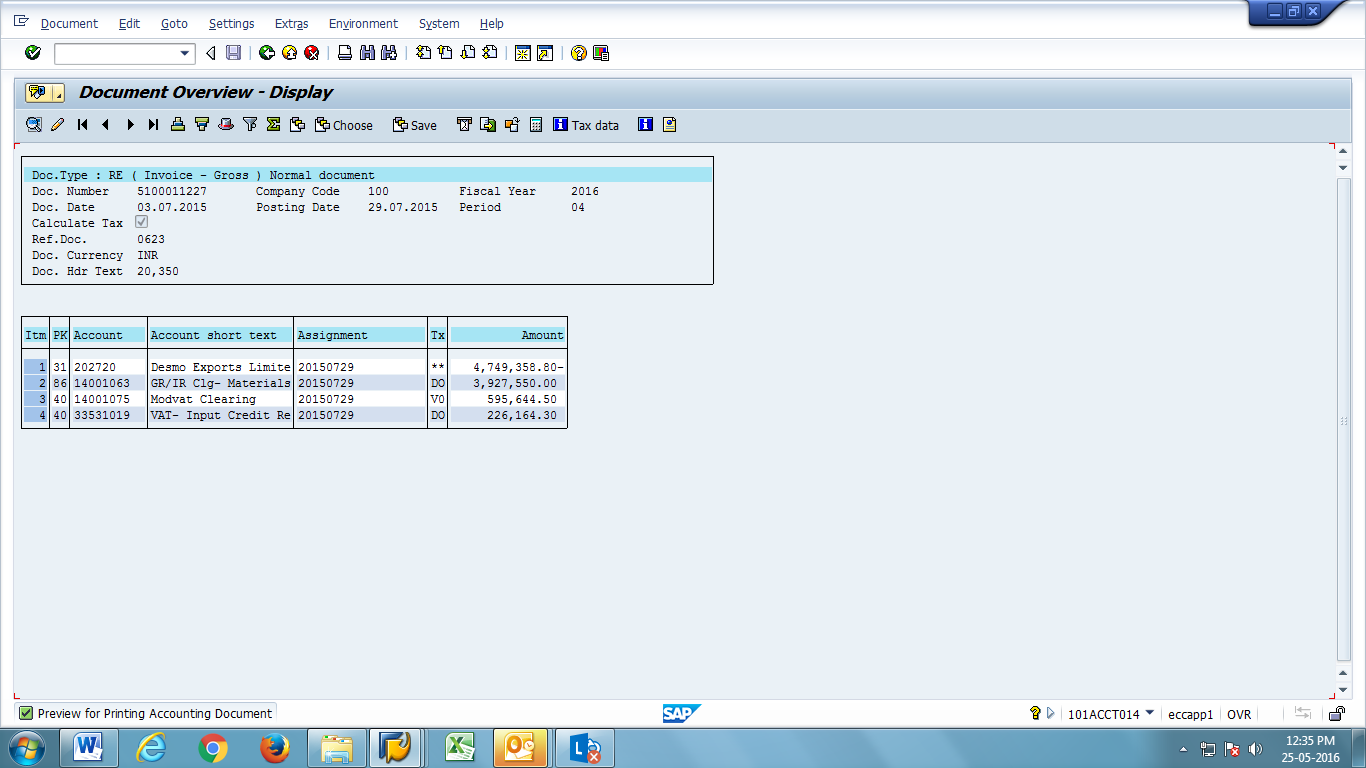 Document Edit Goto Settings Extras Environment System Help
Document Overview - Display
Choose Save Tax data
Doc.Type : RE ( Invoice - Gross ) Normal document
Doc. Number 5100011227 Company Code 100 Fiscal Year 2016
Doc. Date 03.07.2015 Posting Date 29.07.2015 Period 04
Calculate Tax
Ref.Doc. 0623
Doc. Currency INR
Doc. Hdr Text 20,350
Itm PK Account Account short text Assignment Tx Amount
1 31 202720 Desmo Exports Limite 20150729 ** 4,749,358.80-
2 86 14001063 GR/IR Clg- Materials 20150729 DO 3,927,550.00
3 40 14001075 Modvat Clearing 20150729 V0 595,644.50
4 40 33531019 VAT- Input Credit Re 20150729 DO 226,164.30
Preview for Printing Accounting Document SAP 101ACCT014 eccapp1 OVR
12:35 PM
25-05-2016